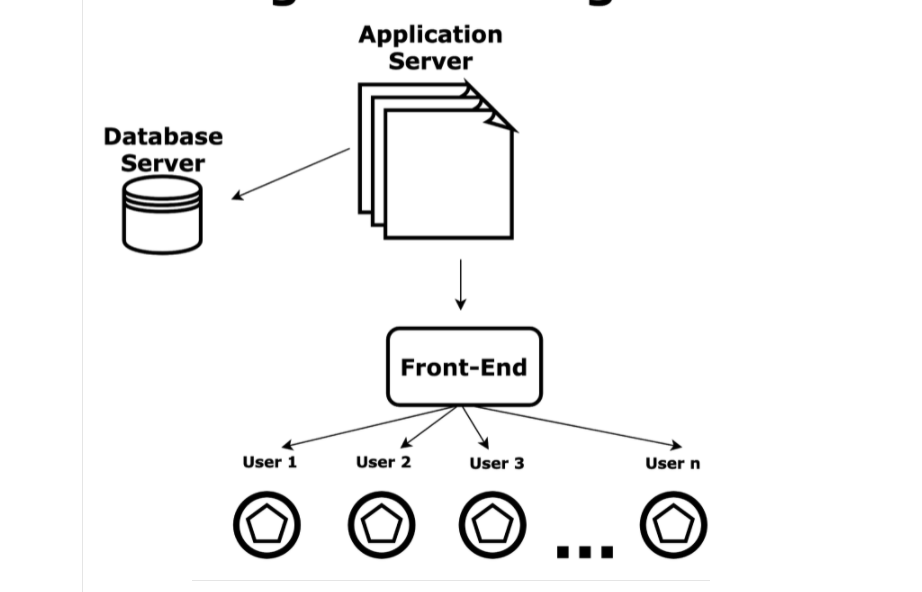 Application
Server
Database
Server
Front-End
User 1
User 2
User 3
User n